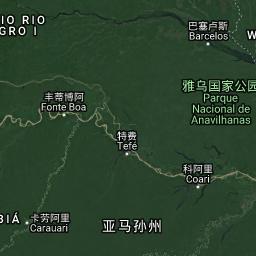 IO RIO
GRO I
巴塞卢斯
Barcelos
W
雅乌国家公园
Parque
Nacional de
Anavilhanas
丰蒂博阿
Fonte Boa
特费
Tefé
科阿里
Coari
BIÁ
卡劳阿里
Carauari
亚马孙州